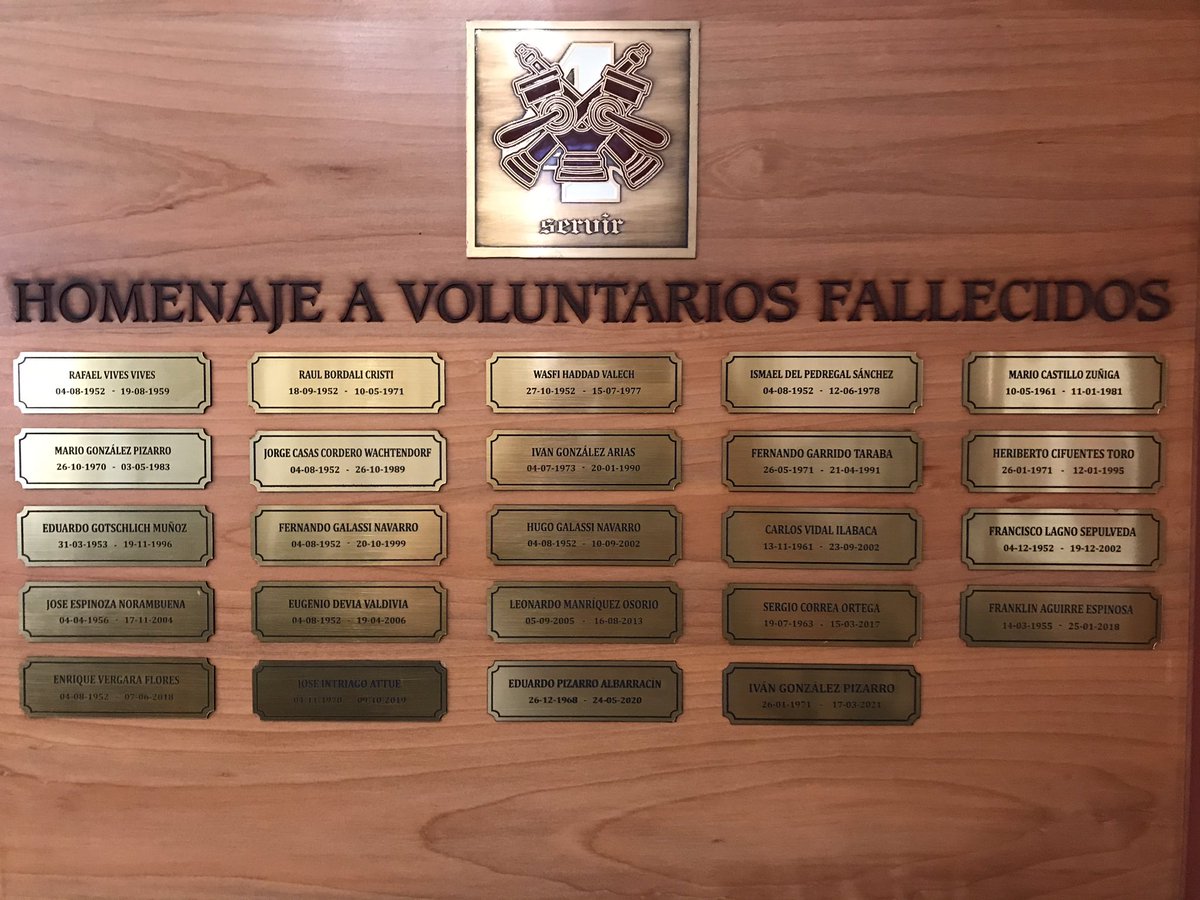 1
servir
HOMENAJE A VOLUNTARIOS FALLECIDOS
RAFAEL VIVES VIVES
04-08-1952 - 19-08-1959
RAUL BORDALI CRISTI
18-09-1952 - 10-05-1971
WASFI HADDAD VALECH
27-10-1952 - 15-07-1977
ISMAEL DEL PEDREGAL SÁNCHEZ
04-08-1952 - 12-06-1978
MARIO CASTILLO ZUÑIGA
10-05-1961 - 11-01-1981
MARIO GONZÁLEZ PIZARRO
26-10-1970 - 03-05-1983
JORGE CASAS CORDERO WACHTENDORF
04-08-1952 - 26-10-1989
IVAN GONZÁLEZ ARIAS
04-07-1973 - 20-01-1990
FERNANDO GARRIDO TARABA
26-05-1971 - 21-04-1991
HERIBERTO CIFUENTES TORO
26-01-1971 - 12-01-1995
EDUARDO GOTSCHLICH MUÑOZ
31-03-1953 - 19-11-1996
FERNANDO GALASSI NAVARRO
04-08-1952 - 20-10-1999
HUGO GALASSI NAVARRO
04-08-1952 - 10-09-2002
CARLOS VIDAL ILABACA
13-11-1961 - 23-09-2002
FRANCISCO LAGNO SEPULVEDA
04-12-1952 - 19-12-2002
JOSE ESPINOZA NORAMBUENA
04-04-1956 - 17-11-2004
EUGENIO DEVIA VALDIVIA
04-08-1952 - 19-04-2006
LEONARDO MANRÍQUEZ OSORIO
05-09-2005 - 16-08-2013
SERGIO CORREA ORTEGA
19-07-1963 - 15-03-2017
FRANKLIN AGUIRRE ESPINOSA
14-03-1955 - 25-01-2018
ENRIQUE VERGARA FLORES
04-08-1952 - 07-06-2018
JOSE INTRIAGO ATTUE
09-10-2019
EDUARDO PIZARRO ALBARRACIN
26-12-1968 - 24-05-2020
IVÁN GONZÁLEZ PIZARRO
26-01-1971 - 17-03-2021